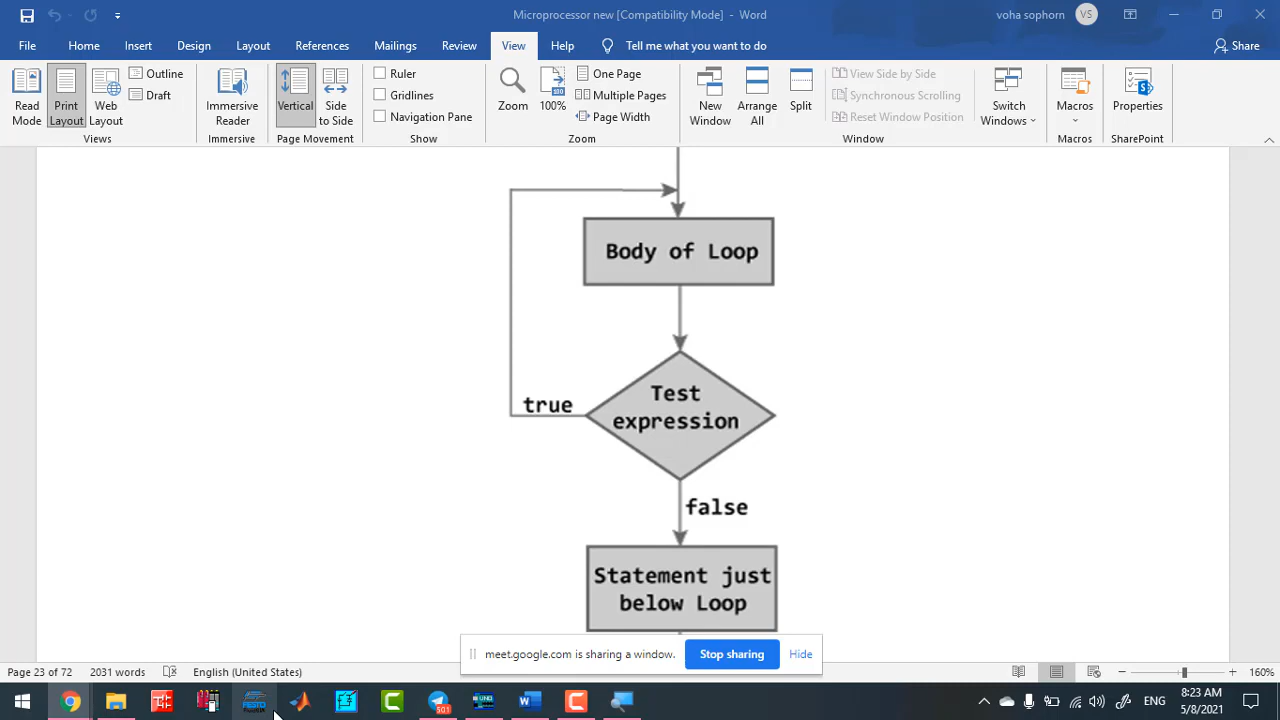 Microprocessor new [Compatibility Mode] - Word
voha sophorn
VS
File
Home
Insert
Design
Layout
References
Mailings
Review
View
Help
Tell me what you want to do
Share
Read
Mode
Print
Layout
Web
Layout
Outline
Draft
Views
Immersive
Reader
Immersive
Vertical
Side
to Side
Page Movement
Ruler
Gridlines
Navigation Pane
Show
Zoom
100%
One Page
Multiple Pages
Page Width
Zoom
New
Window
Arrange
All
Split
View Side by Side
Synchronous Scrolling
Reset Window Position
Switch
Windows
Window
Macros
Macros
Properties
SharePoint
Body of Loop
Test
expression
true
false
Statement just
below Loop
meet.google.com is sharing a window.
Stop sharing
Hide
Page 23 of 72
2031 words
English (United States)
160%
FESTO
ENG
8:23 AM
5/8/2021